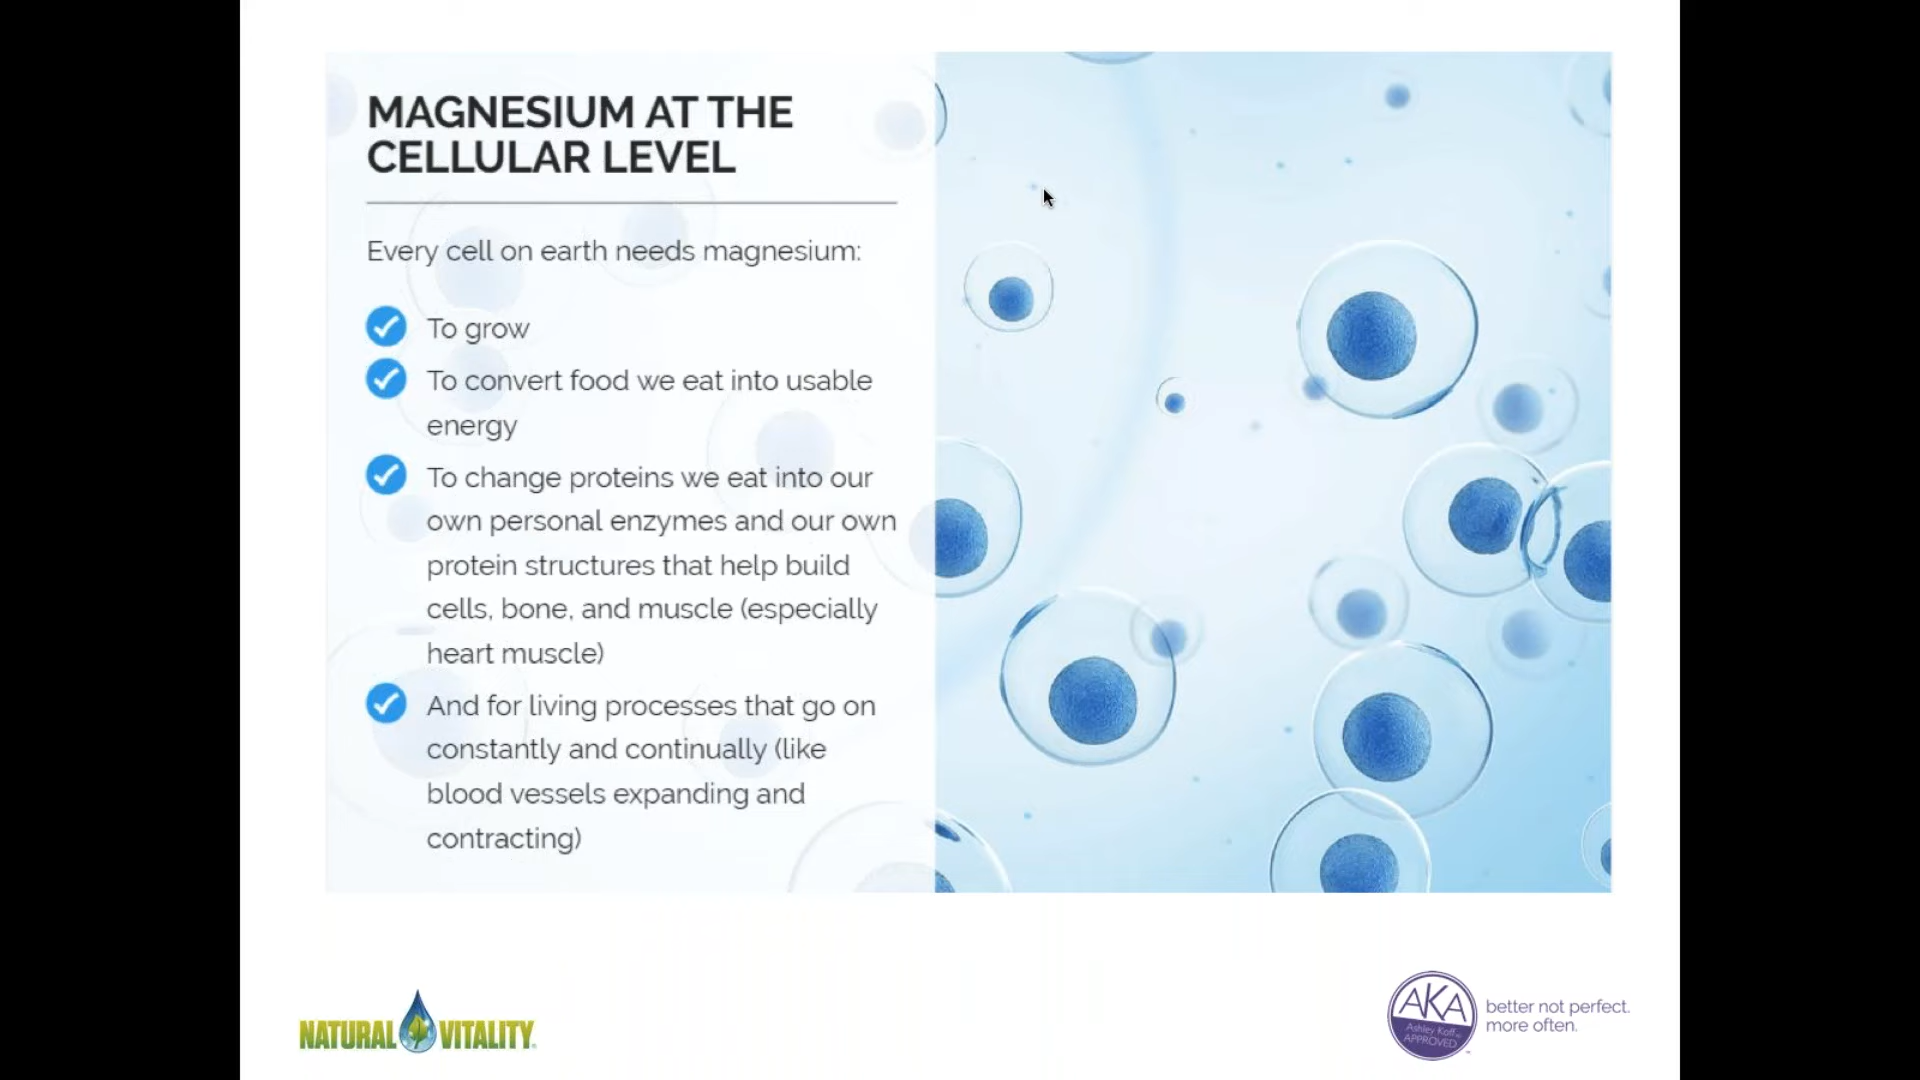 MAGNESIUM AT THE
CELLULAR LEVEL
Every cell on earth needs magnesium:
To grow
To convert food we eat into usable
energy
To change proteins we eat into our
own personal enzymes and our own
protein structures that help build
cells, bone, and muscle (especially
heart muscle)
And for living processes that go on
constantly and continually (like
blood vessels expanding and
contracting)
NATURAL VITALITY
AKA
Ashley Koff
APPROVED
better not perfect.
more often.